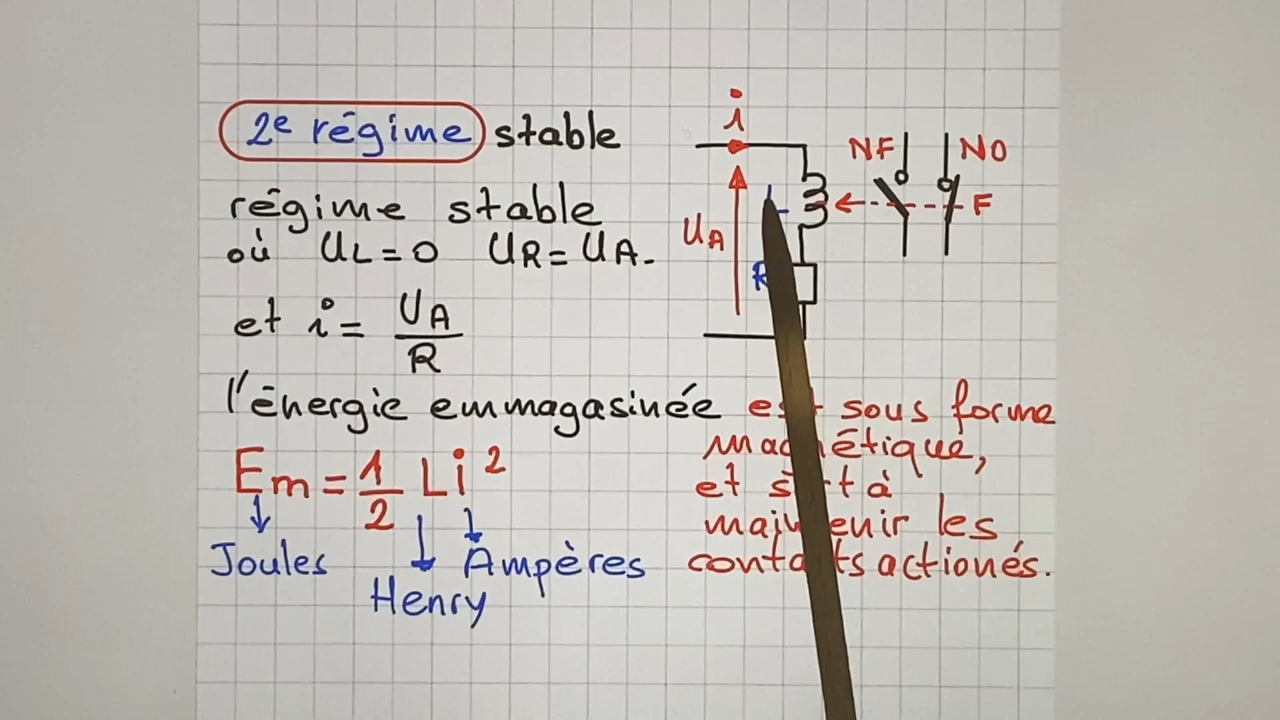 2e régime stable
régime stable
où UL=0 UR=UA.
et i= UA
R
l'énergie emmagasinée
Em = 1/2 Li²
Joules
Ampères
Henry
i
UA
NF
NO
F
R
sous forme
et
les
actionés.